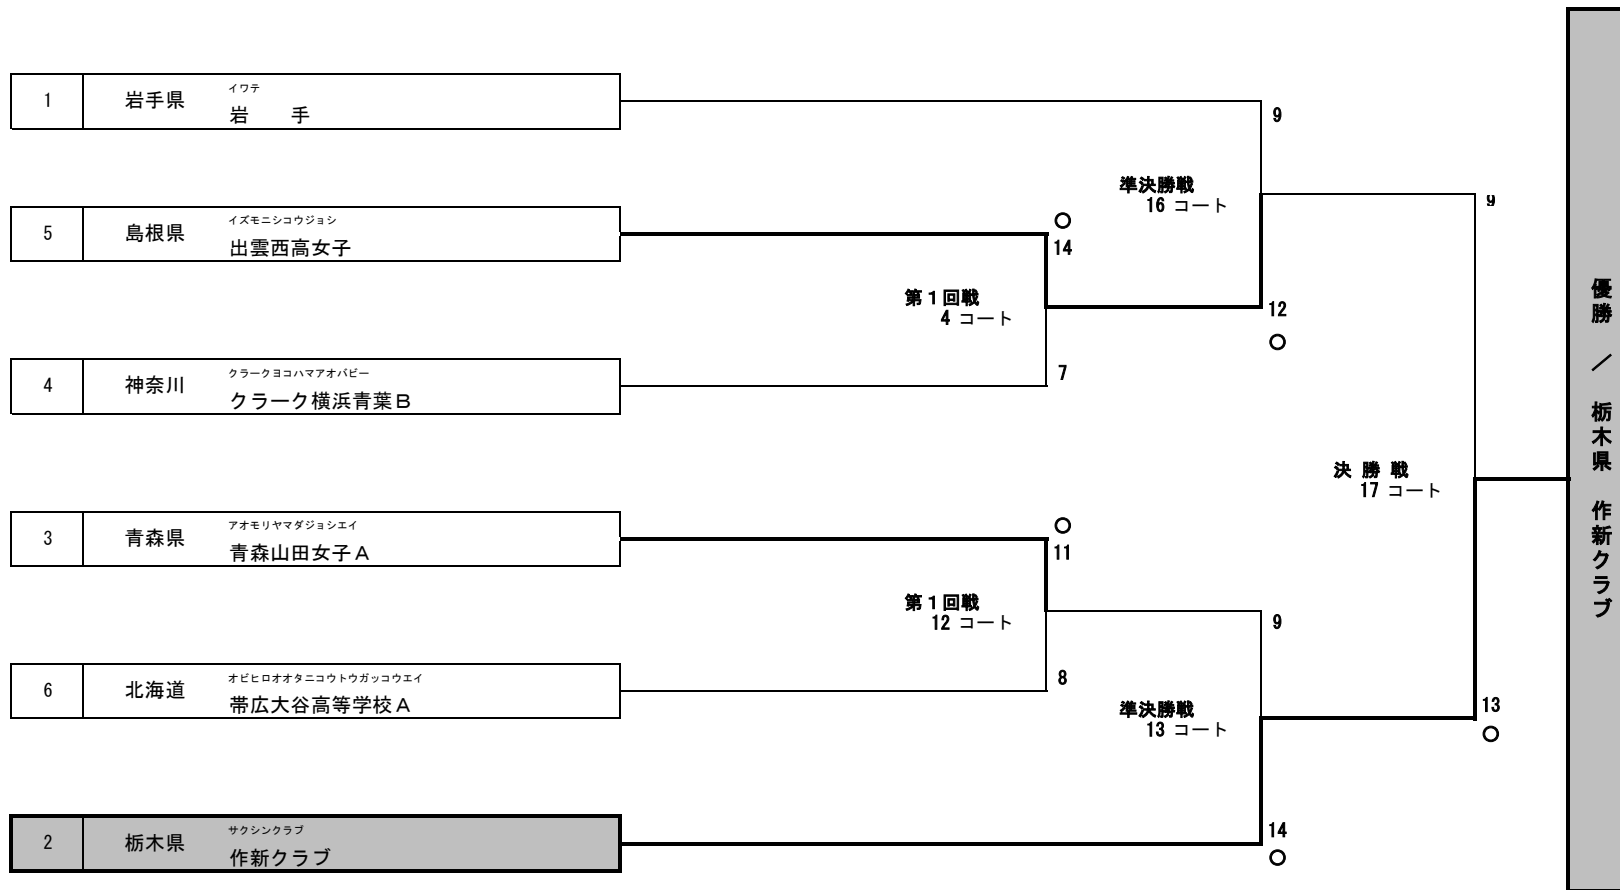 1 岩手県 イワテ
岩 手
9
準決勝戦
16 コート
9
5 島根県 イズモニシコウジョシ
出雲西高女子
○
14
第1回戦
4 コート
12
○
4 神奈川 クラークヨコハマアオバビー
クラーク横浜青葉B
7
決 勝 戦
17 コート
3 青森県 アオモリヤマダジョシエイ
青森山田女子A
○
11
第1回戦
12 コート
9
6 北海道 オビヒロオオタニコウトウガッコウエイ
帯広大谷高等学校A
8
準決勝戦
13 コート
13
○
2 栃木県 サクシンクラブ
作新クラブ
14
○
優勝 / 栃木県 作新クラブ